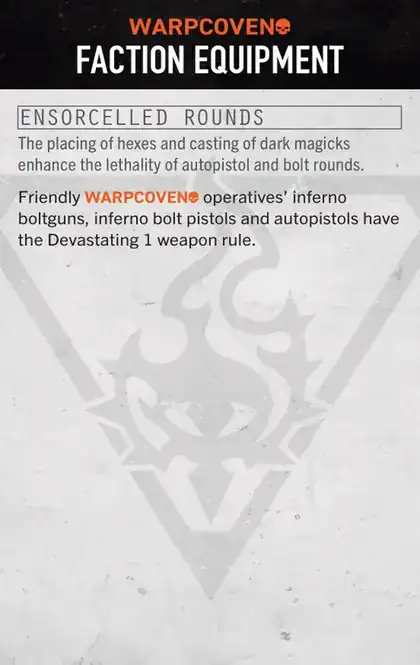 WARPCOVEN
FACTION EQUIPMENT
ENSORCELLED ROUNDS
The placing of hexes and casting of dark magicks
enhance the lethality of autopistol and bolt rounds.
Friendly WARPCOVEN operatives' inferno
boltguns, inferno bolt pistols and autopistols have
the Devastating 1 weapon rule.